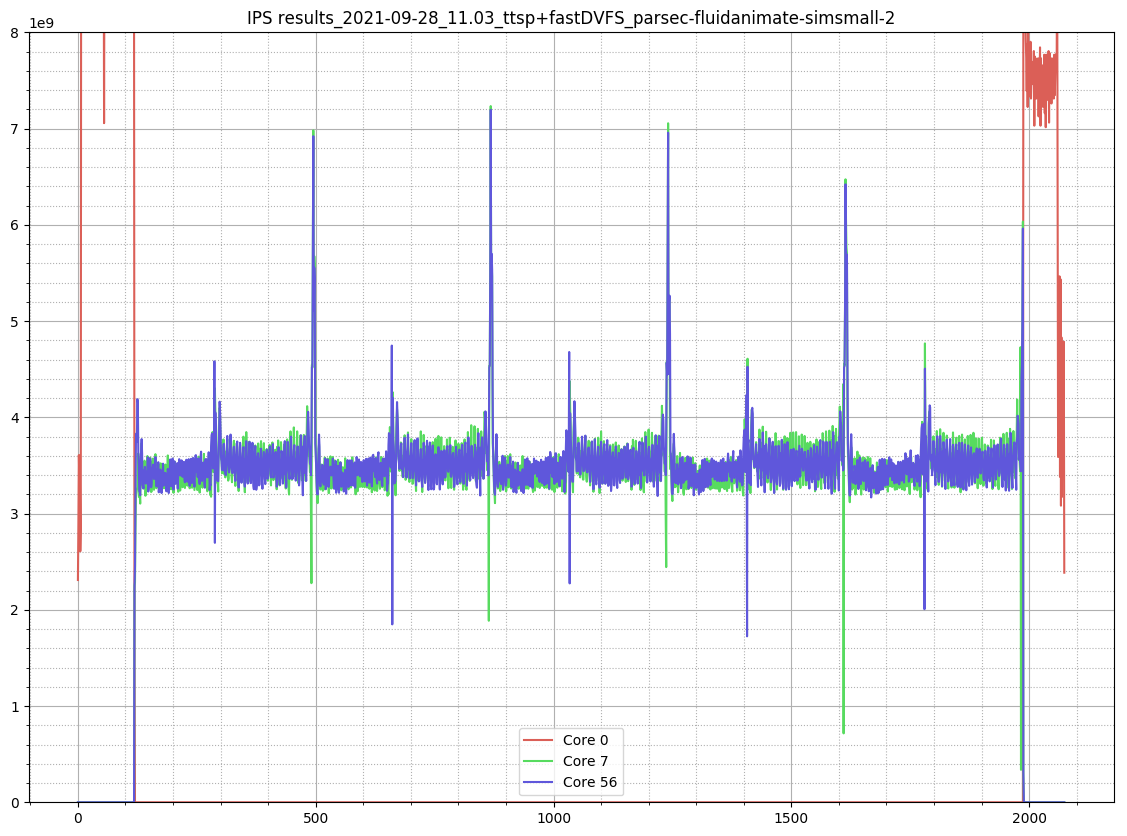 IPS results_2021-09-28_11.03_ttsp+fastDVFS_parsec-fluidanimate-simsmall-2
1e9
8
7
6
5
4
3
2
1
0
Core 0
Core 7
Core 56
0 500 1000 1500 2000